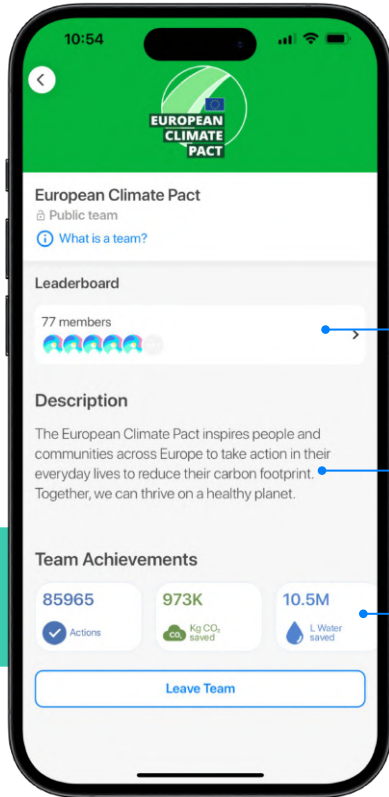 10:54
EUROPEAN
CLIMATE
PACT
European Climate Pact
Public team
What is a team?
Leaderboard
77 members
Description
The European Climate Pact inspires people and
communities across Europe to take action in their
everyday lives to reduce their carbon footprint.
Together, we can thrive on a healthy planet.
Team Achievements
85965
Actions
973K
CO₂
Kg CO₂
saved
10.5M
L Water
saved
Leave Team